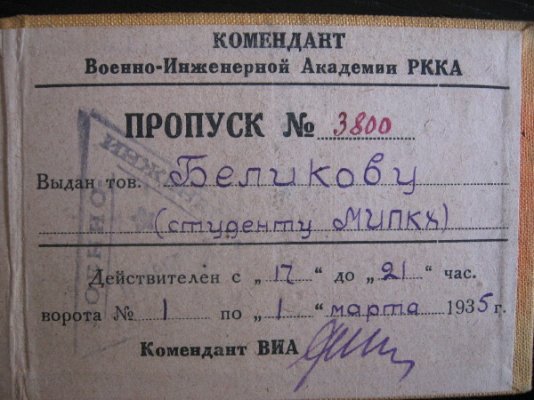 КОМЕНДАНТ
Военно-Инженерной Академии РККА
ПРОПУСК № 3800
Выдан тов. Беликову
(студенту МИПКХ)
Действителен с „17“ до „21“ час.
ворота № 1 по „1“ марта 1935 г.
Комендант ВИА